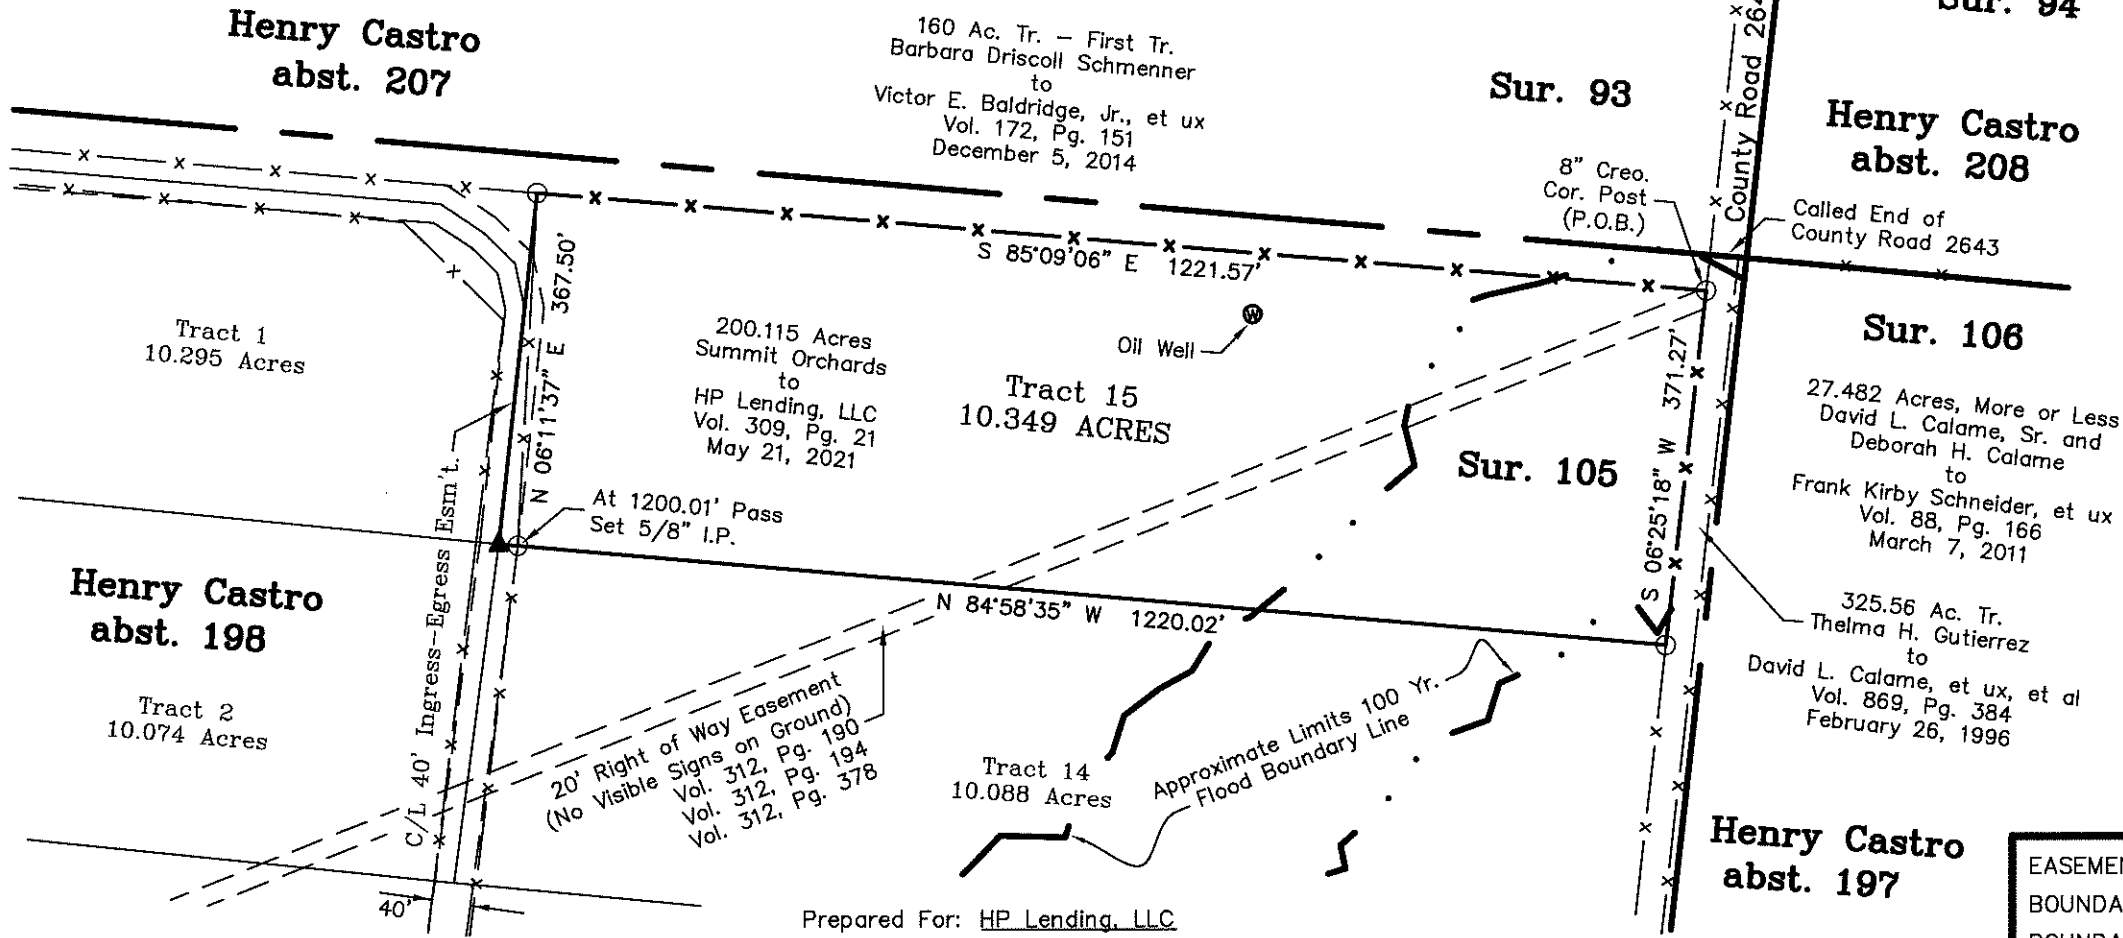 Henry Castro
abst. 207
160 Ac. Tr. – First Tr.
Barbara Driscoll Schmenner
to
Victor E. Baldridge, Jr., et ux
Vol. 172, Pg. 151
December 5, 2014
Sur. 93
Sur. 94
County Road 264
Henry Castro
abst. 208
8" Creo.
Cor. Post
(P.O.B.)
Called End of
County Road 2643
S 85°09'06" E 1221.57'
N 06°11'37" E 367.50'
Tract 1
10.295 Acres
200.115 Acres
Summit Orchards
to
HP Lending, LLC
Vol. 309, Pg. 21
May 21, 2021
Oil Well
W
Tract 15
10.349 ACRES
Sur. 105
S 06°25'18" W 371.27'
Sur. 106
27.482 Acres, More or Less
David L. Calame, Sr. and
Deborah H. Calame
to
Frank Kirby Schneider, et ux
Vol. 88, Pg. 166
March 7, 2011
At 1200.01' Pass
Set 5/8" I.P.
C/L 40' Ingress-Egress Esm't.
Henry Castro
abst. 198
Tract 2
10.074 Acres
N 84°58'35" W 1220.02'
325.56 Ac. Tr.
Thelma H. Gutierrez
to
David L. Calame, et ux, et al
Vol. 869, Pg. 384
February 26, 1996
20' Right of Way Easement
(No Visible Signs on Ground)
Vol. 312, Pg. 190
Vol. 312, Pg. 194
Vol. 312, Pg. 378
Tract 14
10.088 Acres
Approximate Limits 100 Yr.
Flood Boundary Line
Henry Castro
abst. 197
40'
Prepared For: HP Lending, LLC
EASEMEN
BOUNDA